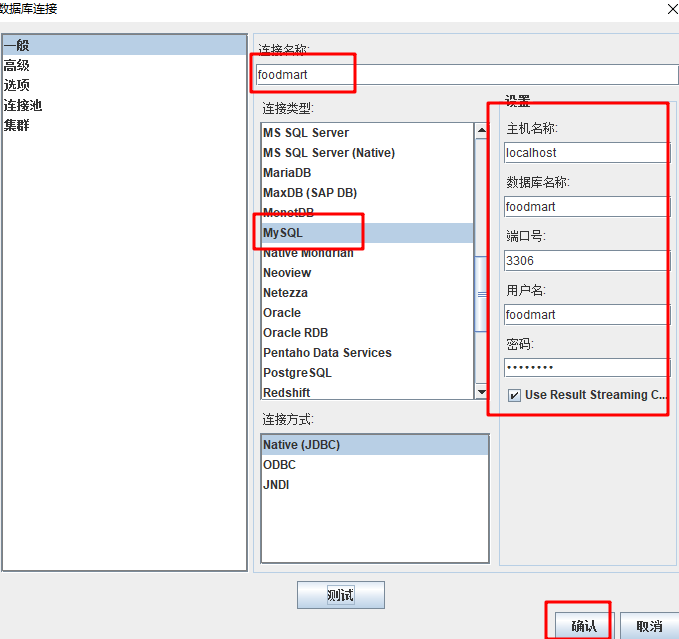 数据库连接
一般
高级
选项
连接池
集群
连接名称:
foodmart
连接类型:
MS SQL Server
MS SQL Server (Native)
MariaDB
MaxDB (SAP DB)
MonetDB
MySQL
Native Mondrian
Neoview
Netezza
Oracle
Oracle RDB
Pentaho Data Services
PostgreSQL
Redshift
连接方式:
Native (JDBC)
ODBC
JNDI
设置
主机名称:
localhost
数据库名称:
foodmart
端口号:
3306
用户名:
foodmart
密码:
••••••••
Use Result Streaming C...
测试
确认
取消